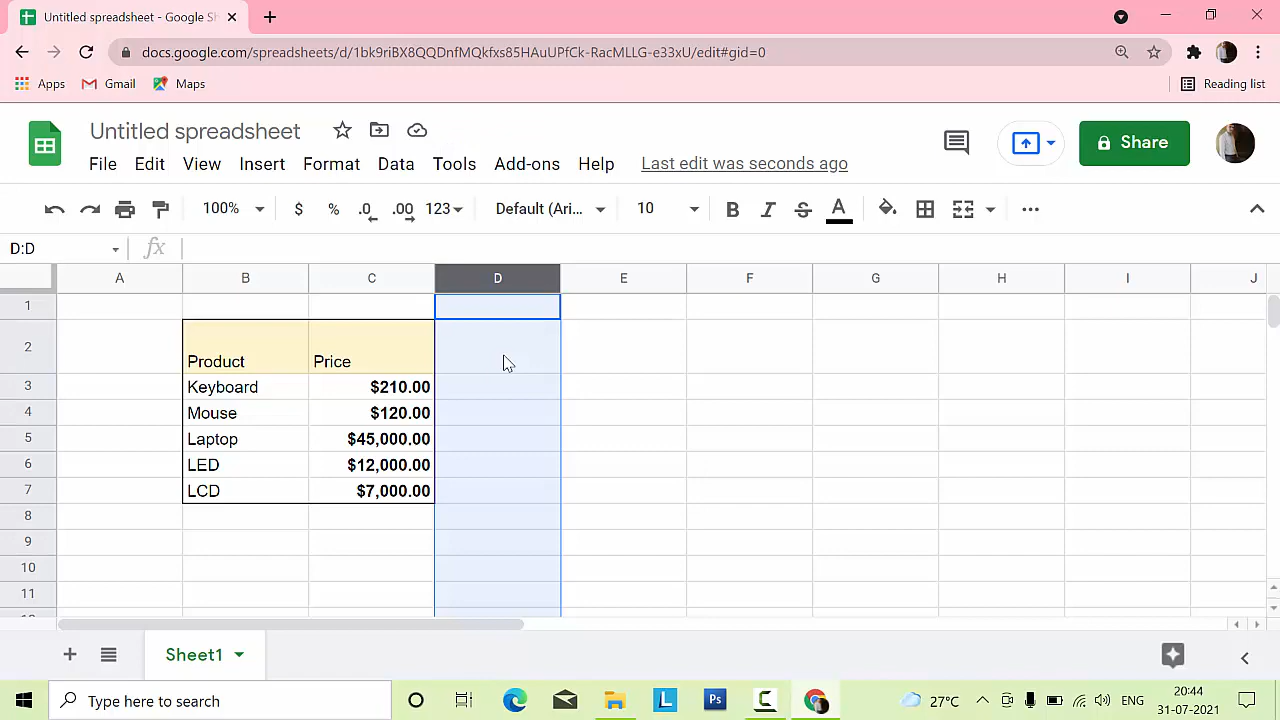 Untitled spreadsheet - Google Sh
docs.google.com/spreadsheets/d/1bk9riBX8QQDnfMQkfxs85HAuUPfCk-RacMLLG-e33xU/edit#gid=0
Apps Gmail Maps Reading list
Untitled spreadsheet
File Edit View Insert Format Data Tools Add-ons Help Last edit was seconds ago
Share
100% $ % .0 .00 123 Default (Ari... 10 B I S A
D:D fx
A B C D E F G H I J
1
2 Product Price
3 Keyboard $210.00
4 Mouse $120.00
5 Laptop $45,000.00
6 LED $12,000.00
7 LCD $7,000.00
8
9
10
11
Sheet1
Type here to search L Ps C 27°C ENG 20:44
31-07-2021